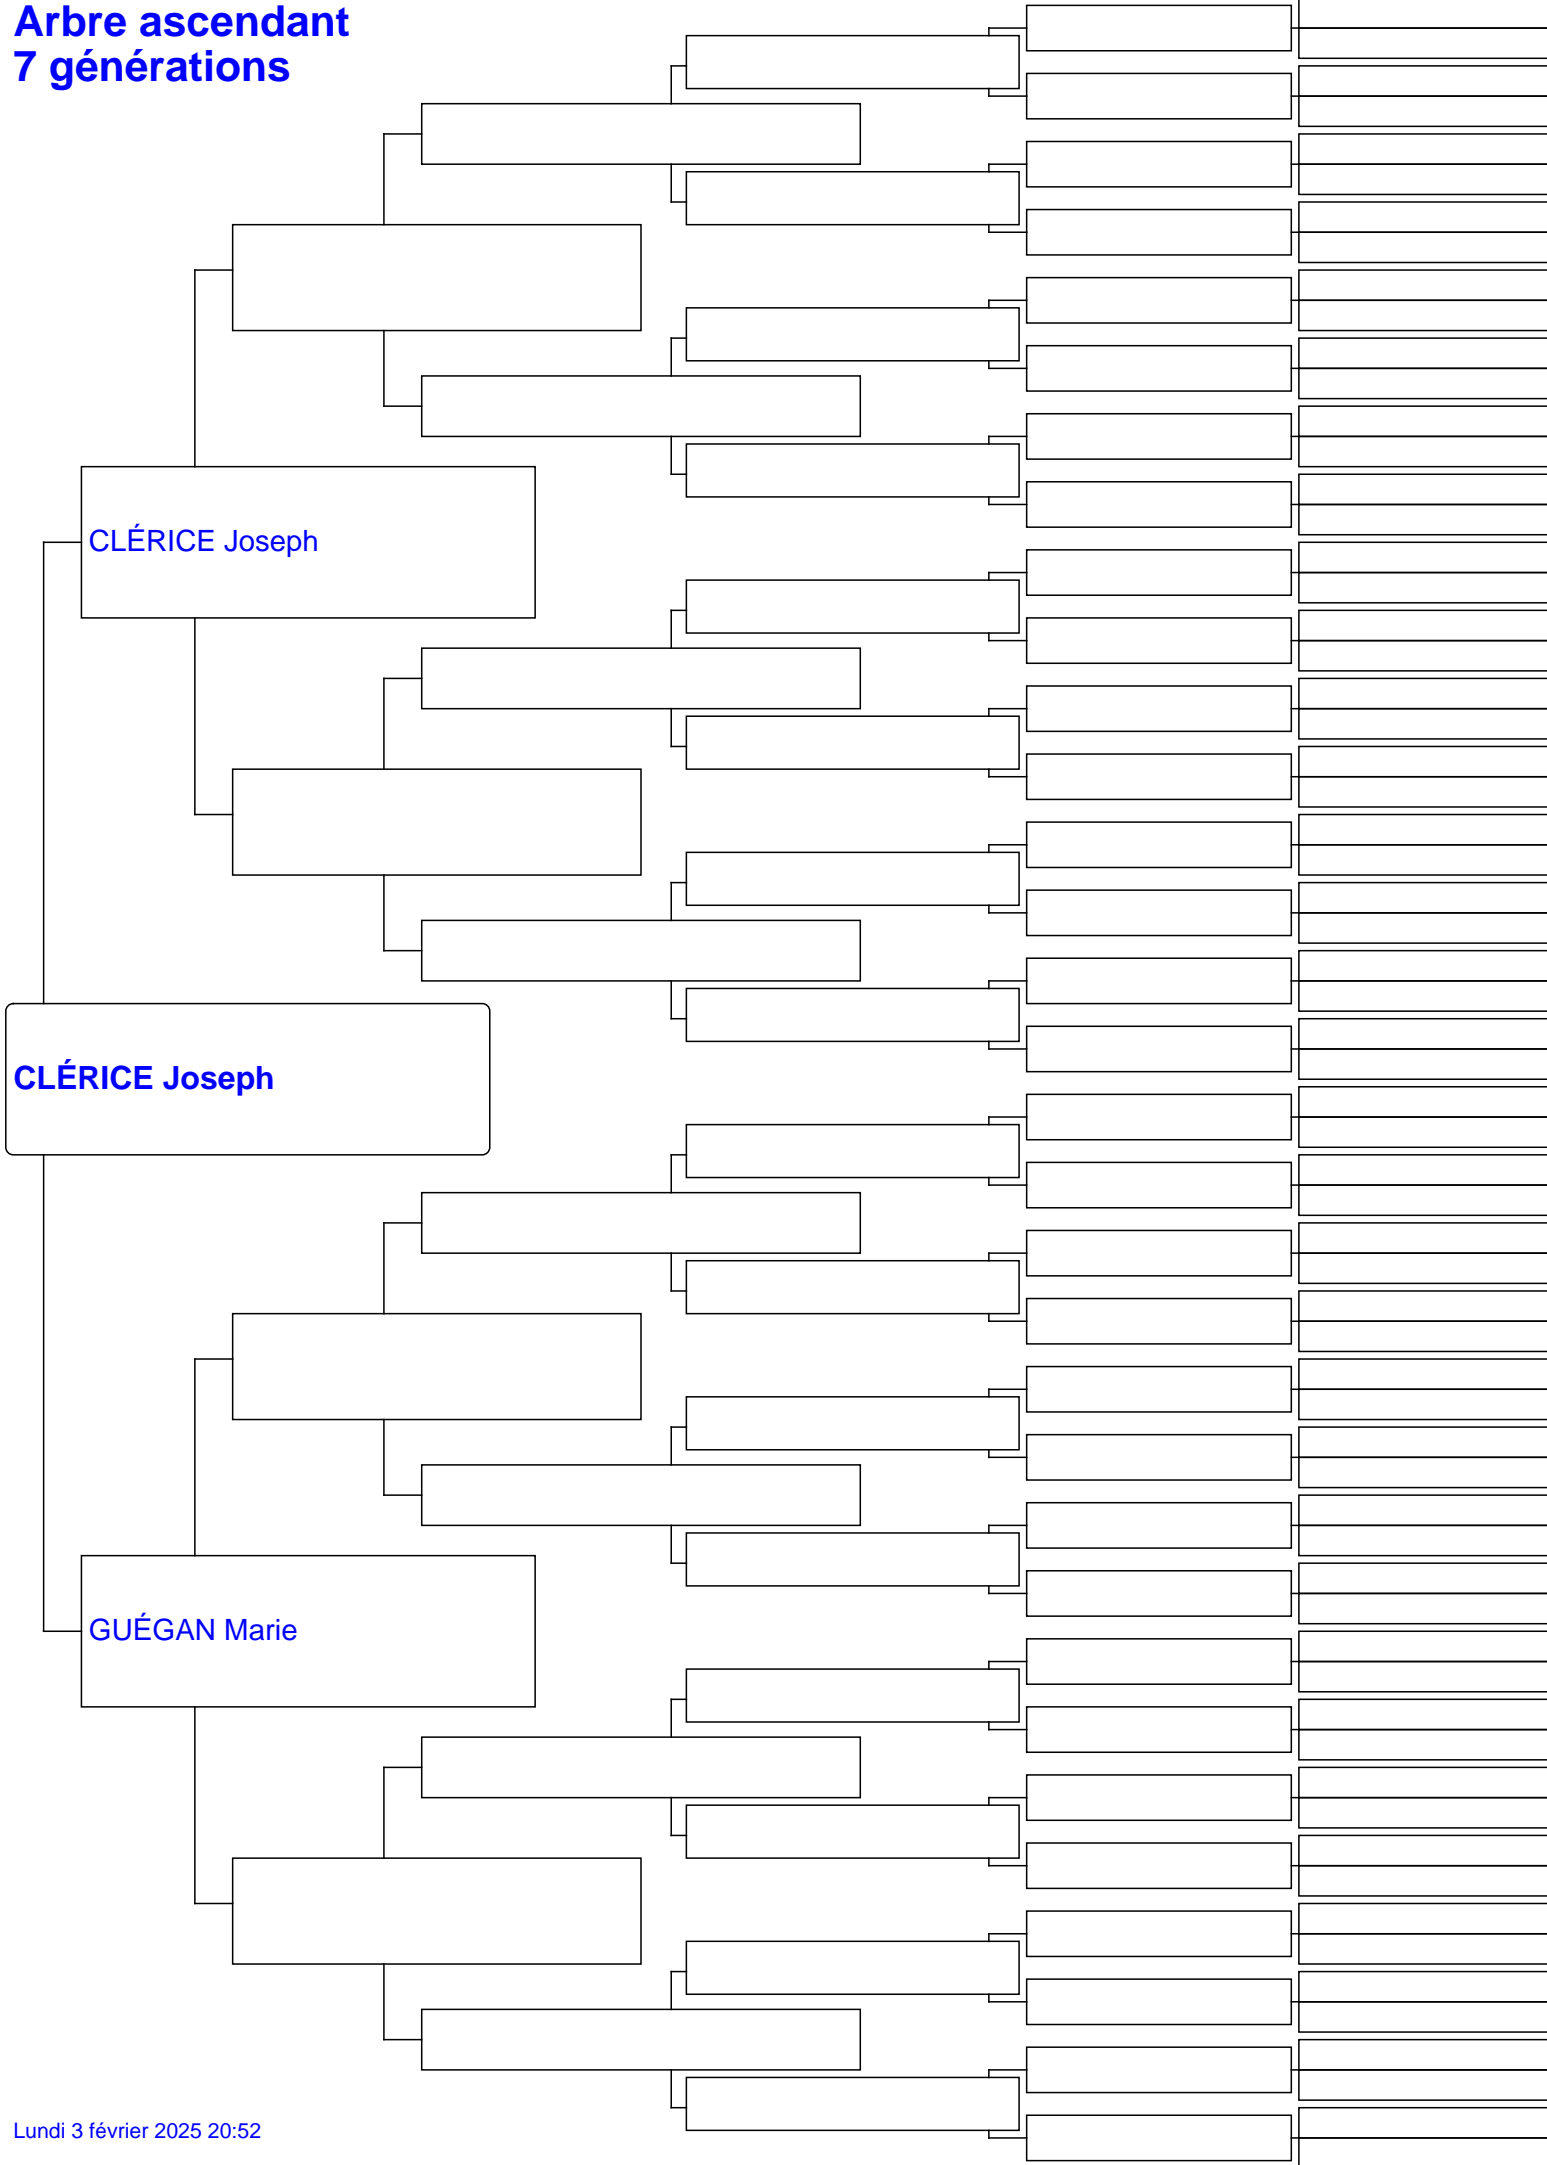 Arbre ascendant
7 générations
CLÉRICE Joseph
CLÉRICE Joseph
GUÉGAN Marie
Lundi 3 février 2025 20:52